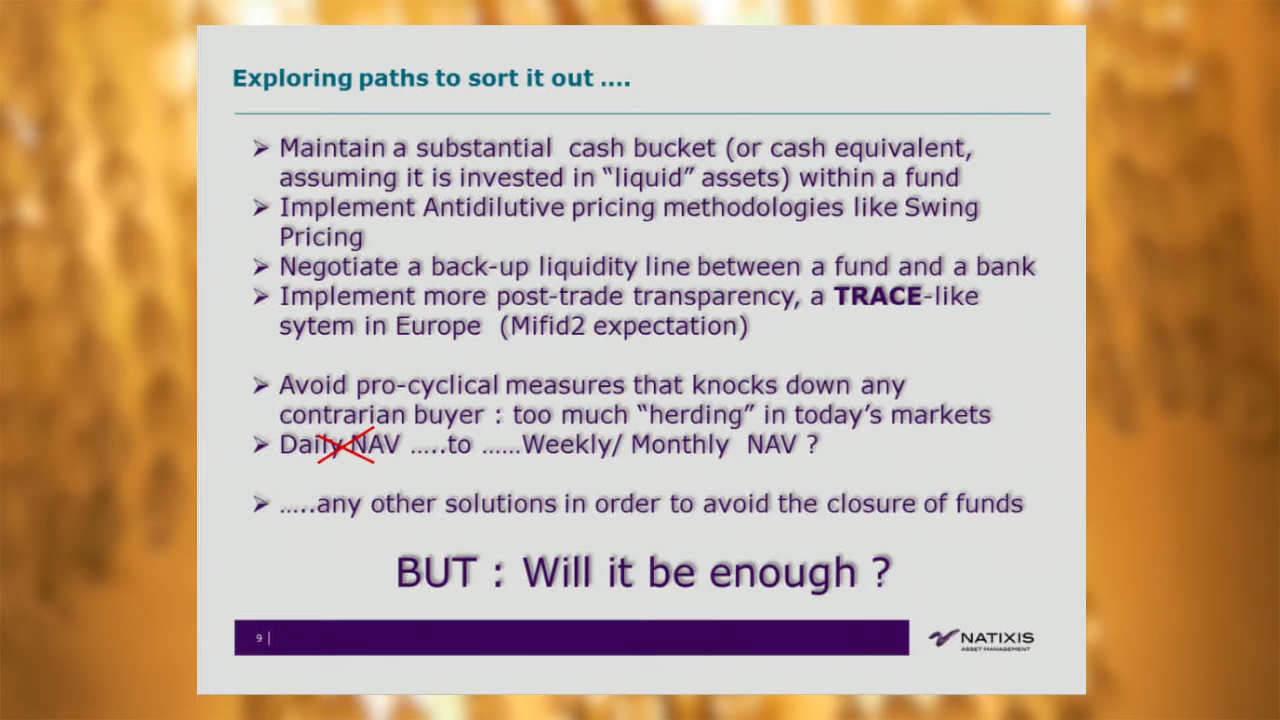 Exploring paths to sort it out ....
➢ Maintain a substantial cash bucket (or cash equivalent,
assuming it is invested in “liquid” assets) within a fund
➢ Implement Antidilutive pricing methodologies like Swing
Pricing
➢ Negotiate a back-up liquidity line between a fund and a bank
➢ Implement more post-trade transparency, a TRACE-like
sytem in Europe (Mifid2 expectation)
➢ Avoid pro-cyclical measures that knocks down any
contrarian buyer : too much “herding” in today’s markets
➢ Daily NAV …..to ……Weekly/ Monthly NAV ?
➢ …..any other solutions in order to avoid the closure of funds
BUT : Will it be enough ?
9 |
NATIXIS
ASSET MANAGEMENT